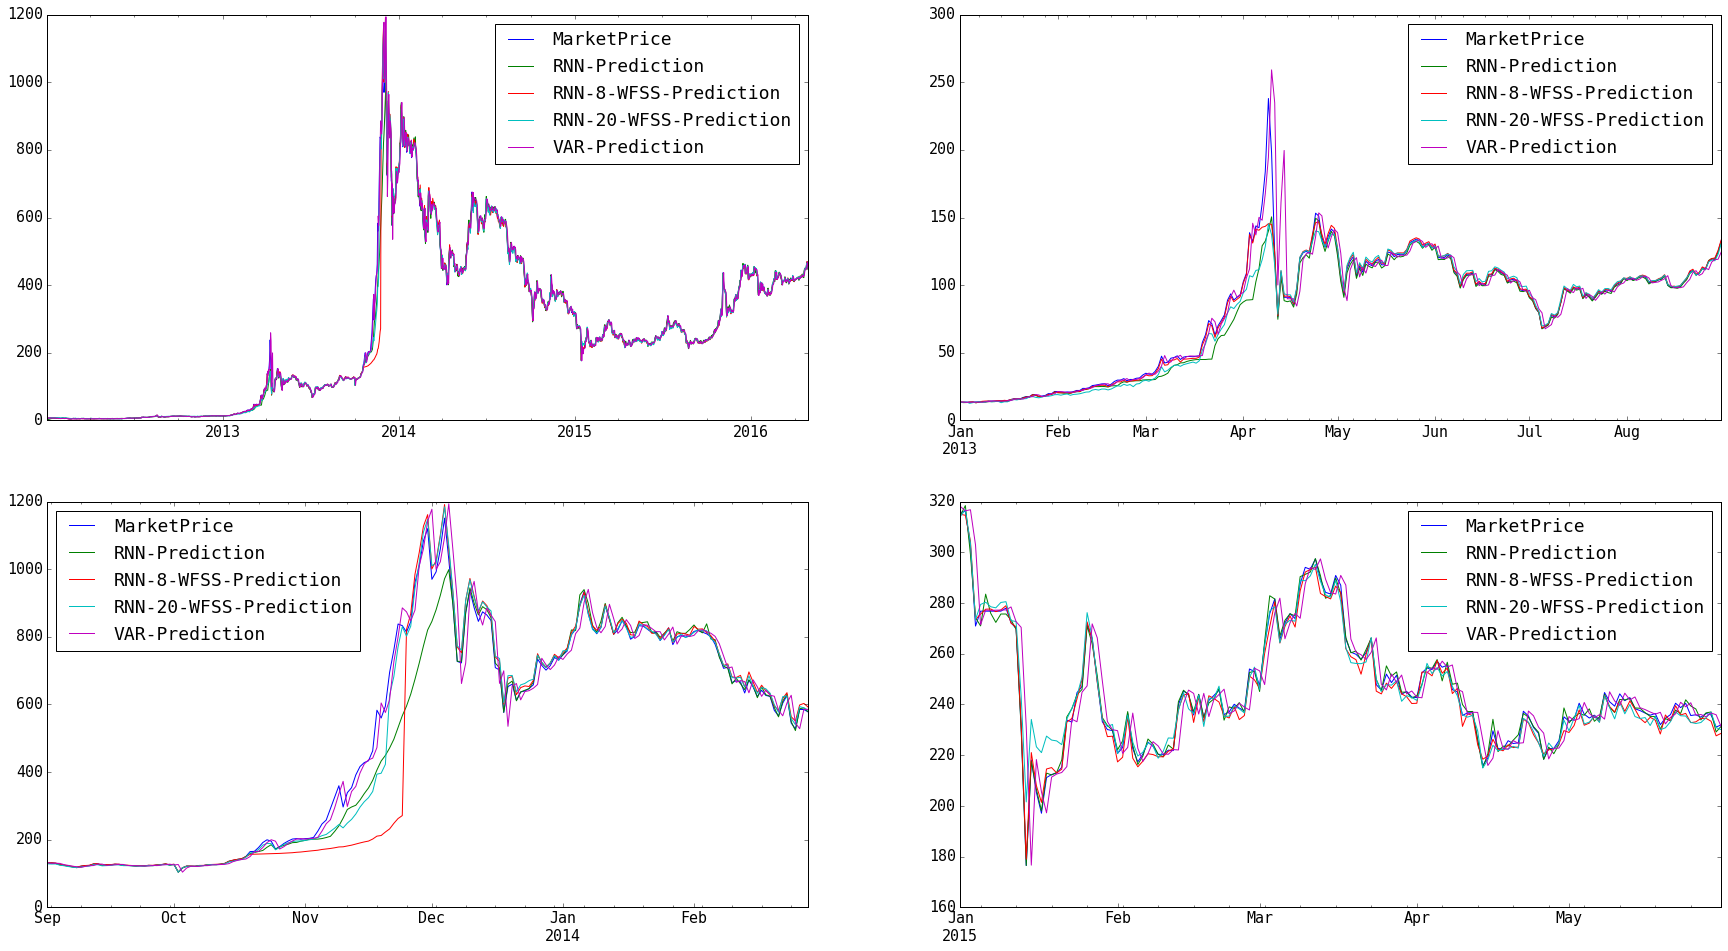 1200
1000
800
600
400
200
0
2013
2014
2015
2016
MarketPrice
RNN-Prediction
RNN-8-WFSS-Prediction
RNN-20-WFSS-Prediction
VAR-Prediction
300
250
200
150
100
50
0
Jan Feb Mar Apr May Jun Jul Aug
2013
MarketPrice
RNN-Prediction
RNN-8-WFSS-Prediction
RNN-20-WFSS-Prediction
VAR-Prediction
1200
1000
800
600
400
200
0
Sep Oct Nov Dec Jan Feb
2014
MarketPrice
RNN-Prediction
RNN-8-WFSS-Prediction
RNN-20-WFSS-Prediction
VAR-Prediction
320
300
280
260
240
220
200
180
160
Jan Feb Mar Apr May
2015
MarketPrice
RNN-Prediction
RNN-8-WFSS-Prediction
RNN-20-WFSS-Prediction
VAR-Prediction